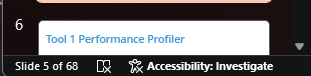 6
Tool 1 Performance Profiler
Slide 5 of 68
Accessibility: Investigate